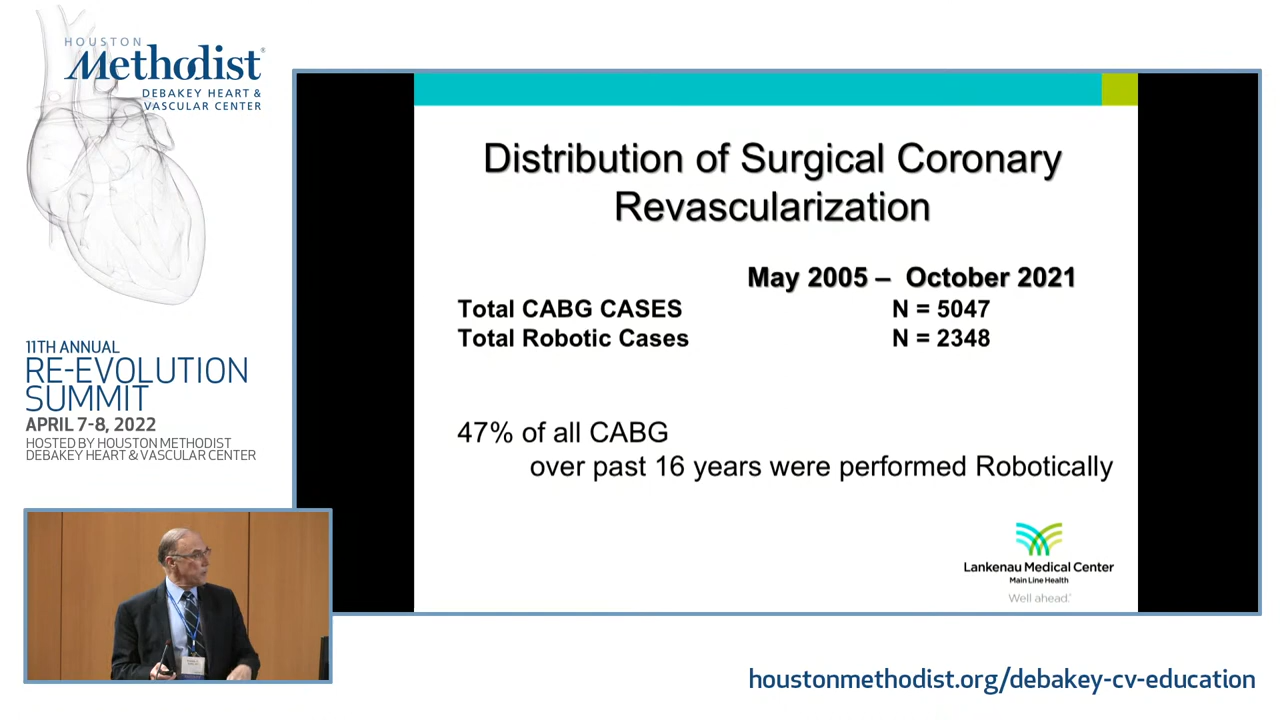 HOUSTON
Methodist®
DEBAKEY HEART &
VASCULAR CENTER
11TH ANNUAL
RE-EVOLUTION
SUMMIT
APRIL 7-8, 2022
HOSTED BY HOUSTON METHODIST
DEBAKEY HEART & VASCULAR CENTER
Distribution of Surgical Coronary
Revascularization
May 2005 – October 2021
Total CABG CASES N = 5047
Total Robotic Cases N = 2348
47% of all CABG
over past 16 years were performed Robotically
Lankenau Medical Center
Main Line Health
Well ahead.
houstonmethodist.org/debakey-cv-education